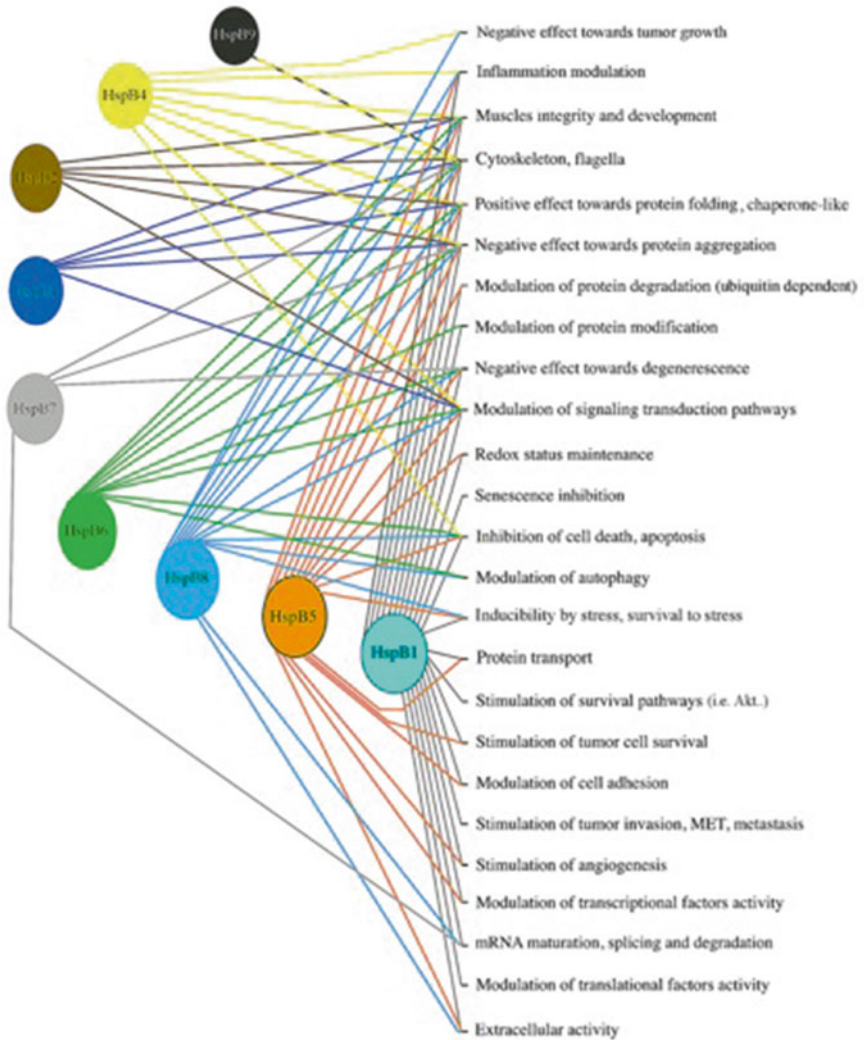 HspB9
HspB4
HspB7
HspB6
HspB8
HspB5
HspB1
Negative effect towards tumor growth
Inflammation modulation
Muscles integrity and development
Cytoskeleton, flagella
Positive effect towards protein folding, chaperone-like
Negative effect towards protein aggregation
Modulation of protein degradation (ubiquitin dependent)
Modulation of protein modification
Negative effect towards degenerescence
Modulation of signaling transduction pathways
Redox status maintenance
Senescence inhibition
Inhibition of cell death, apoptosis
Modulation of autophagy
Inducibility by stress, survival to stress
Protein transport
Stimulation of survival pathways (i.e. Akt.)
Stimulation of tumor cell survival
Modulation of cell adhesion
Stimulation of tumor invasion, MET, metastasis
Stimulation of angiogenesis
Modulation of transcriptional factors activity
mRNA maturation, splicing and degradation
Modulation of translational factors activity
Extracellular activity